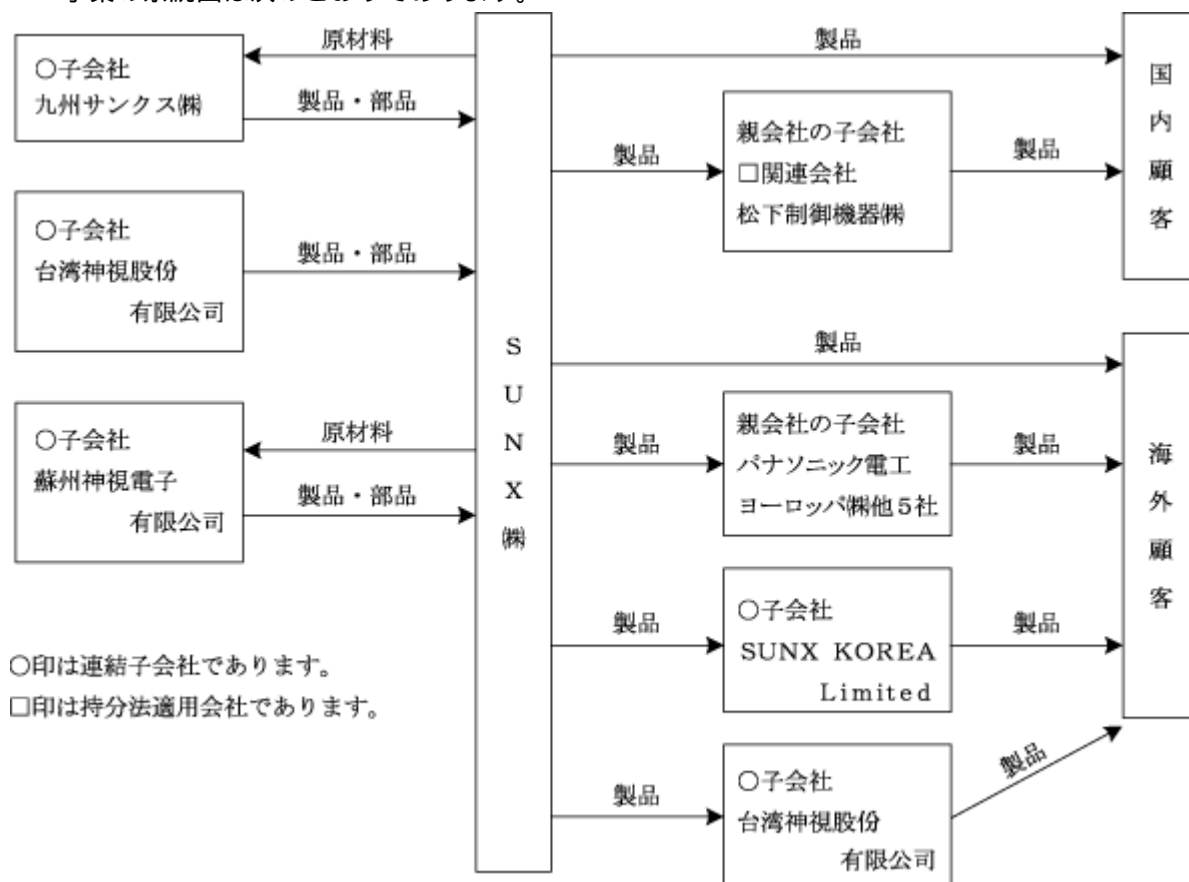 事業の系統図は次のとおりであります。
原材料
○子会社
九州サンクス㈱
製品・部品
○子会社
台湾神視股份
有限公司
製品・部品
○子会社
蘇州神視電子
有限公司
原材料
製品・部品
○印は連結子会社であります。
□印は持分法適用会社であります。
SUNX㈱
製品
製品
親会社の子会社
□関連会社
松下制御機器㈱
製品
国内顧客
製品
製品
親会社の子会社
パナソニック電工
ヨーロッパ㈱他5社
製品
製品
○子会社
SUNX KOREA
Limited
製品
製品
○子会社
台湾神視股份
有限公司
製品
海外顧客